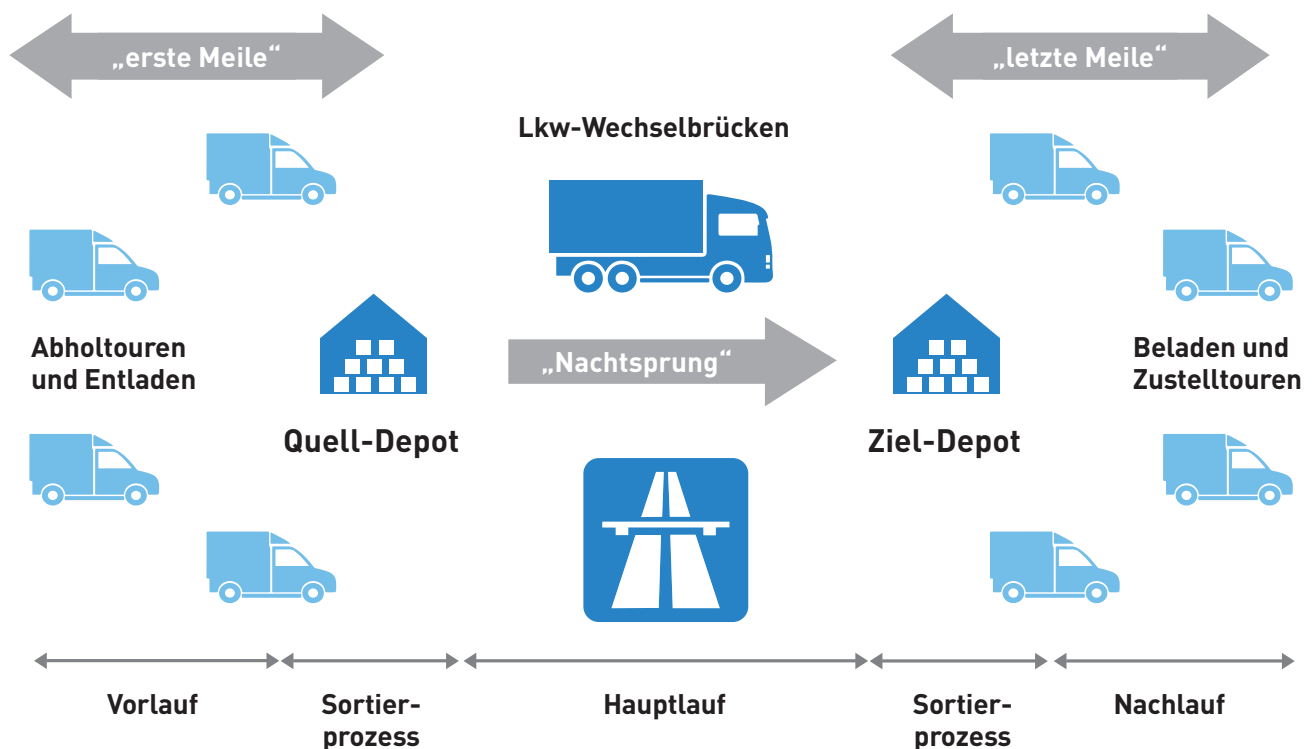 „erste Meile“
„letzte Meile“
Lkw-Wechselbrücken
Abholtouren
und Entladen
„Nachtsprung“
Beladen und
Zustelltouren
Quell-Depot
Ziel-Depot
Vorlauf
Sortier-
prozess
Hauptlauf
Sortier-
prozess
Nachlauf